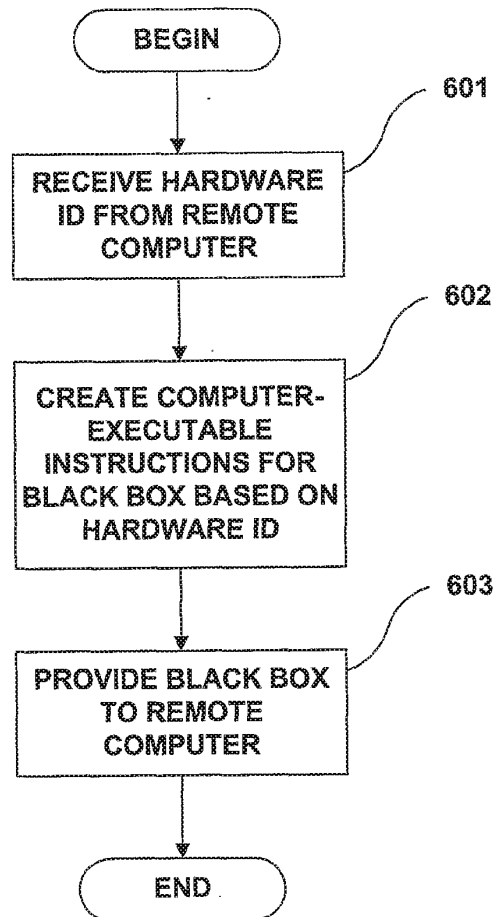 BEGIN
601
RECEIVE HARDWARE
ID FROM REMOTE
COMPUTER
602
CREATE COMPUTER-
EXECUTABLE
INSTRUCTIONS FOR
BLACK BOX BASED ON
HARDWARE ID
603
PROVIDE BLACK BOX
TO REMOTE
COMPUTER
END